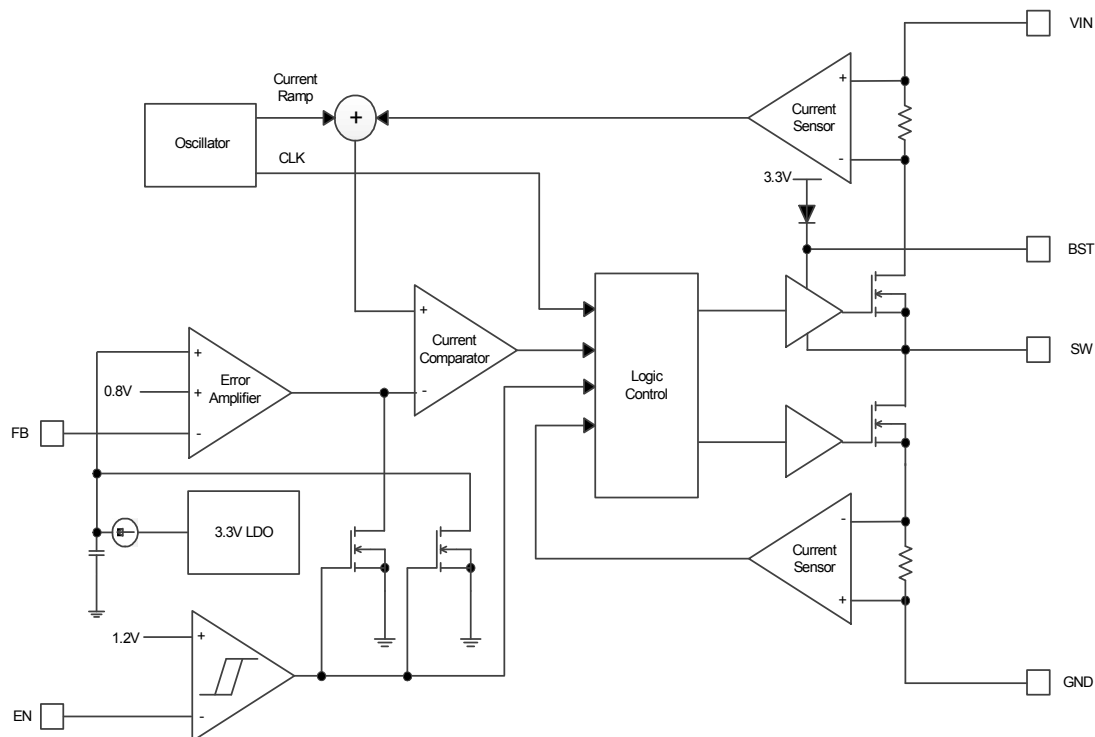 VIN
Current
Ramp
+
+
Current
Sensor
-
Oscillator
CLK
3.3V
BST
+
Current
Comparator
-
SW
Logic
Control
+
Error
Amplifier
0.8V
+
-
FB
3.3V LDO
-
Current
Sensor
+
1.2V
+
-
EN
GND